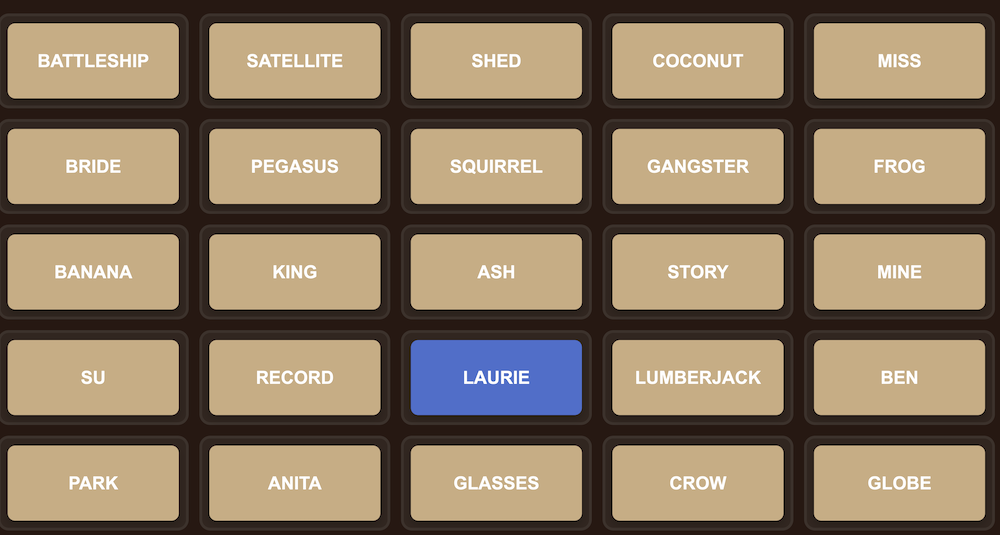 BATTLESHIP
SATELLITE
SHED
COCONUT
MISS
BRIDE
PEGASUS
SQUIRREL
GANGSTER
FROG
BANANA
KING
ASH
STORY
MINE
SU
RECORD
LAURIE
LUMBERJACK
BEN
PARK
ANITA
GLASSES
CROW
GLOBE